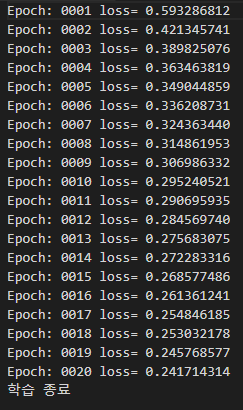 Epoch: 0001 loss= 0.593286812
Epoch: 0002 loss= 0.421345741
Epoch: 0003 loss= 0.389825076
Epoch: 0004 loss= 0.363463819
Epoch: 0005 loss= 0.349044859
Epoch: 0006 loss= 0.336208731
Epoch: 0007 loss= 0.324363440
Epoch: 0008 loss= 0.314861953
Epoch: 0009 loss= 0.306986332
Epoch: 0010 loss= 0.295240521
Epoch: 0011 loss= 0.290695935
Epoch: 0012 loss= 0.284569740
Epoch: 0013 loss= 0.275683075
Epoch: 0014 loss= 0.272283316
Epoch: 0015 loss= 0.268577486
Epoch: 0016 loss= 0.261361241
Epoch: 0017 loss= 0.254846185
Epoch: 0018 loss= 0.253032178
Epoch: 0019 loss= 0.245768577
Epoch: 0020 loss= 0.241714314
학습 종료